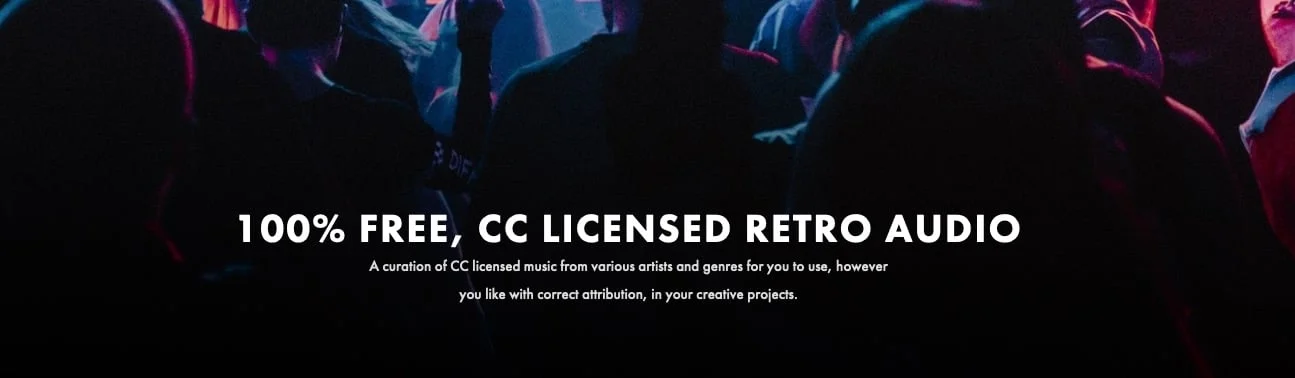 100% FREE, CC LICENSED RETRO AUDIO
A curation of CC licensed music from various artists and genres for you to use, however
you like with correct attribution, in your creative projects.